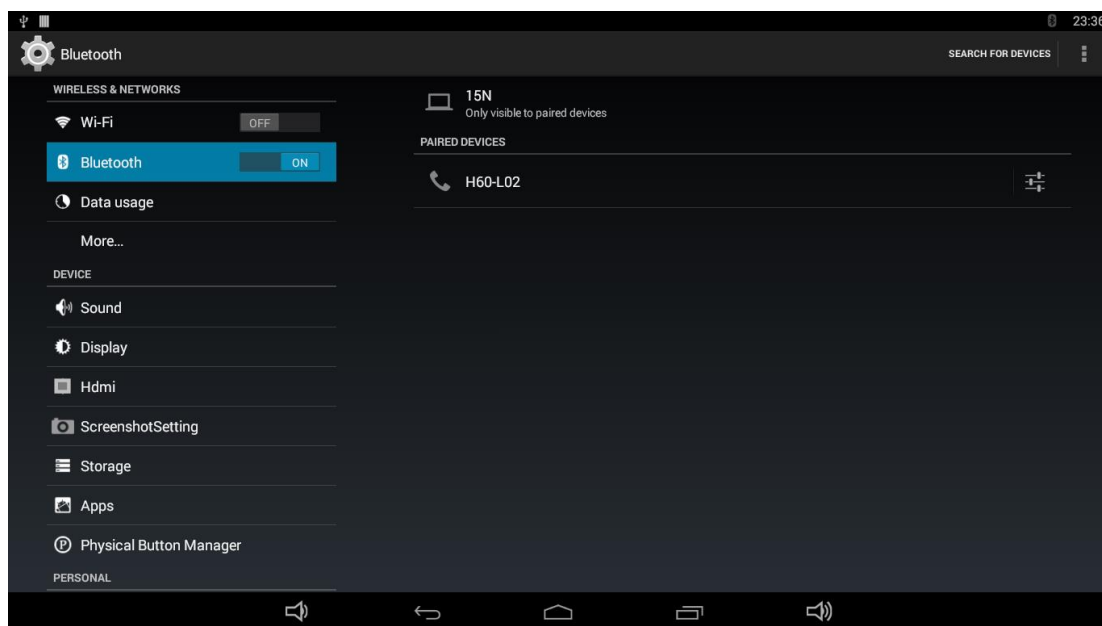 23:36
Bluetooth
SEARCH FOR DEVICES
WIRELESS & NETWORKS
Wi-Fi
OFF
Bluetooth
ON
Data usage
More...
DEVICE
Sound
Display
Hdmi
ScreenshotSetting
Storage
Apps
Physical Button Manager
PERSONAL
15N
Only visible to paired devices
PAIRED DEVICES
H60-L02